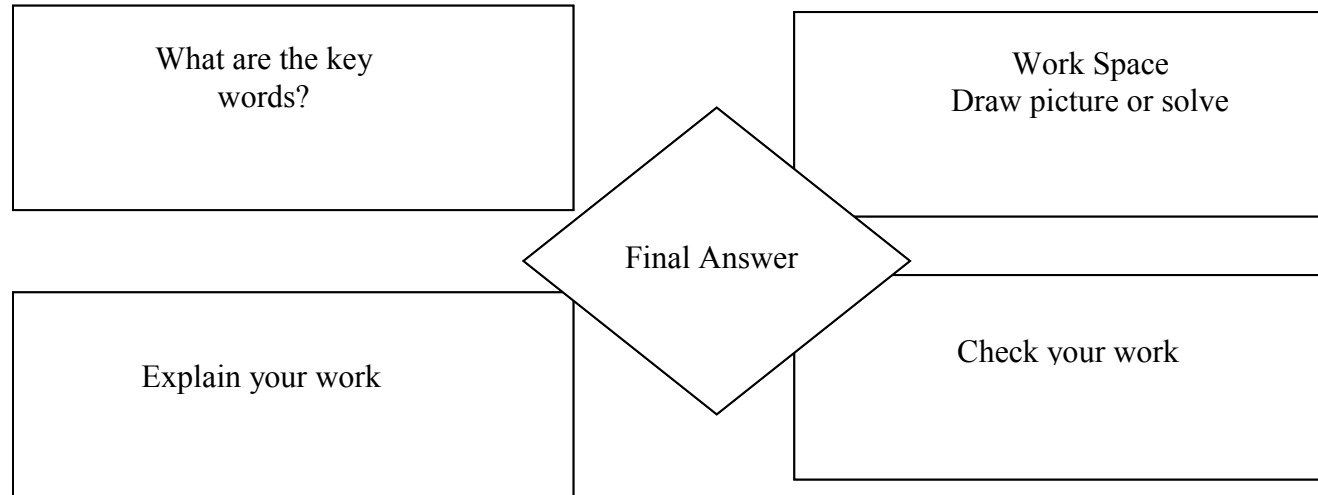 What are the key
words?
Work Space
Draw picture or solve
Final Answer
Explain your work
Check your work